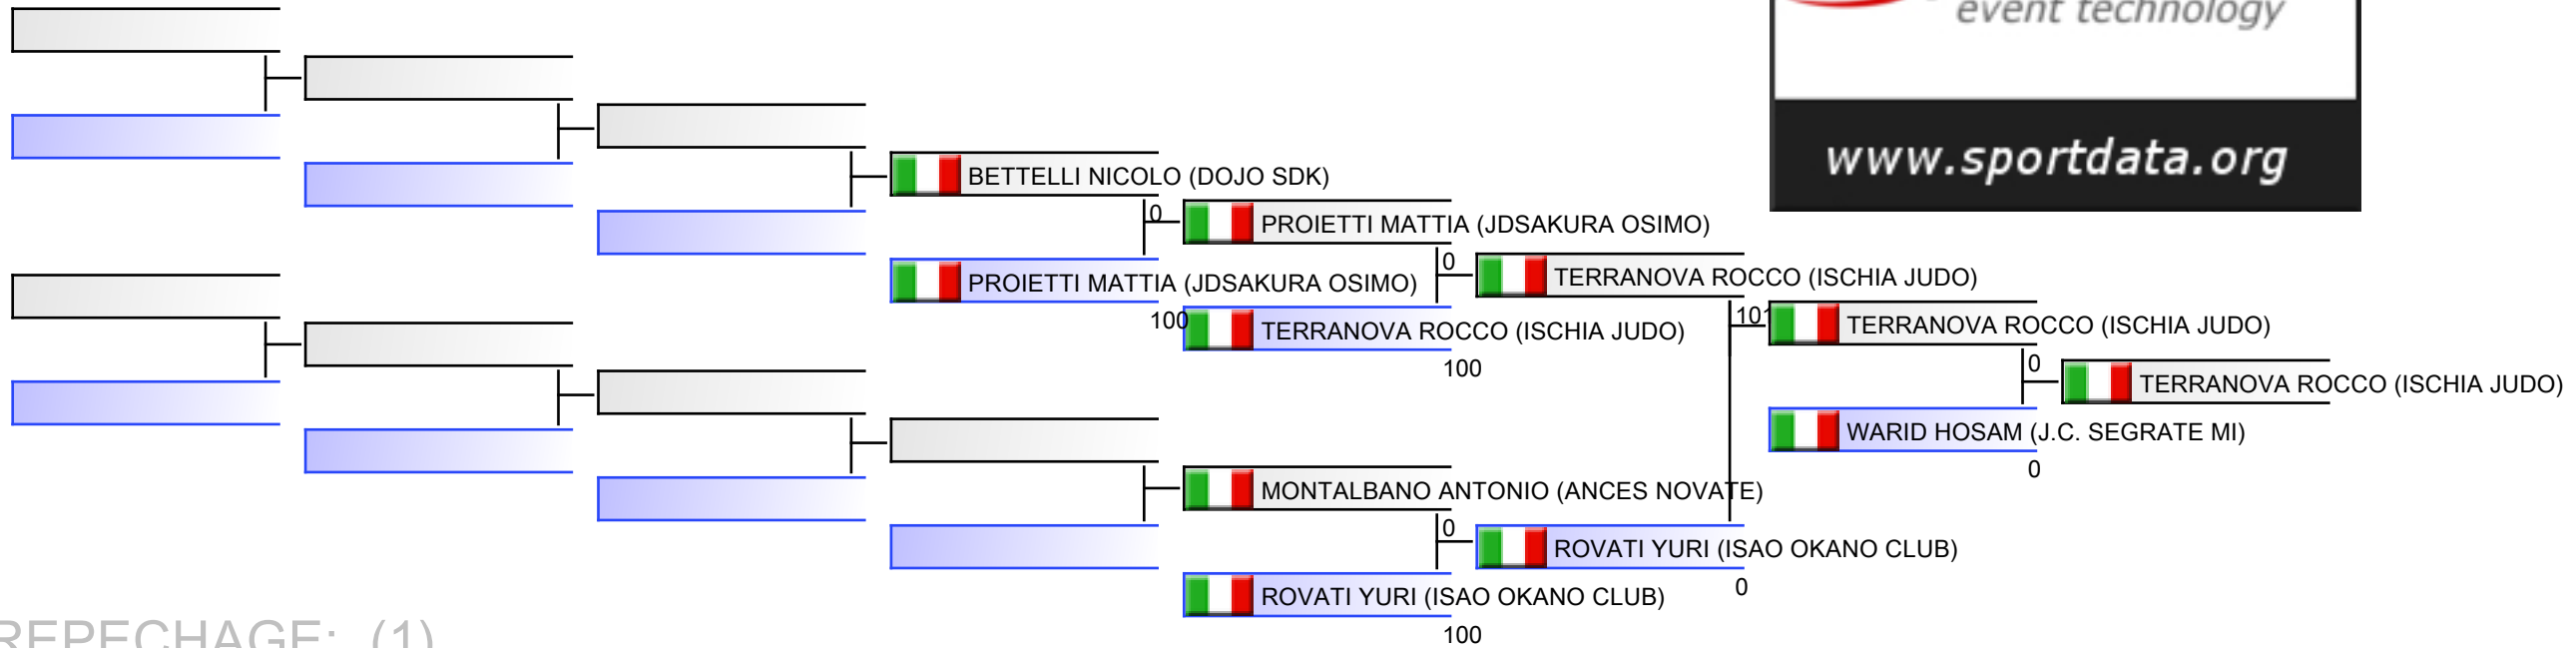 event technology
www.sportdata.org
BETTELLI NICOLO (DOJO SDK)
0
PROIETTI MATTIA (JDSAKURA OSIMO)
0
PROIETTI MATTIA (JDSAKURA OSIMO)
100
TERRANOVA ROCCO (ISCHIA JUDO)
101
TERRANOVA ROCCO (ISCHIA JUDO)
TERRANOVA ROCCO (ISCHIA JUDO)
100
0
TERRANOVA ROCCO (ISCHIA JUDO)
WARID HOSAM (J.C. SEGRATE MI)
0
MONTALBANO ANTONIO (ANCES NOVATE)
0
ROVATI YURI (ISAO OKANO CLUB)
0
ROVATI YURI (ISAO OKANO CLUB)
100
REPECHAGE: (1)